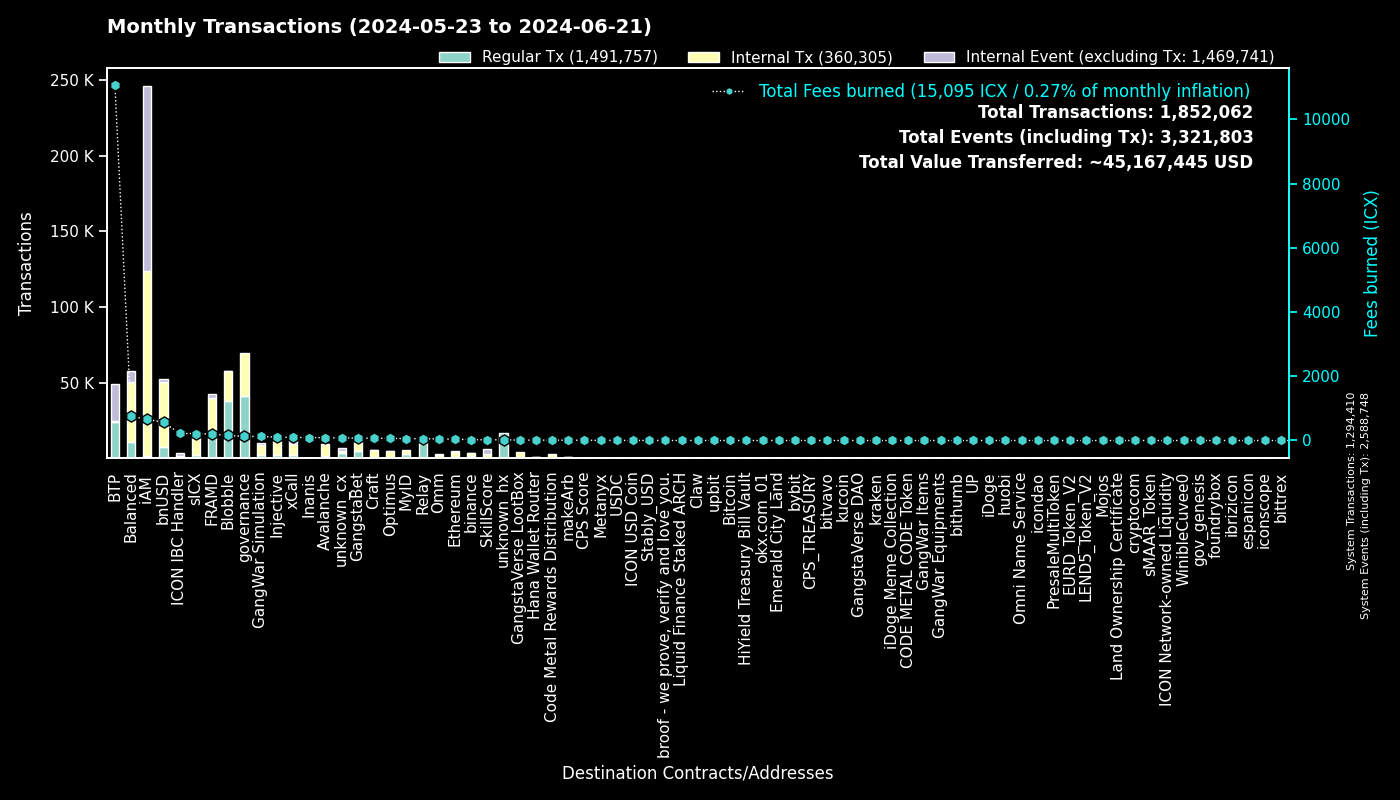 Monthly Transactions (2024-05-23 to 2024-06-21)
Regular Tx (1,491,757)
Internal Tx (360,305)
Internal Event (excluding Tx: 1,469,741)
Total Fees burned (15,095 ICX / 0.27% of monthly inflation)
Total Transactions: 1,852,062
Total Events (including Tx): 3,321,803
Total Value Transferred: ~45,167,445 USD
250 K
200 K
150 K
100 K
50 K
Transactions
10000
8000
6000
4000
2000
0
Fees burned (ICX)
System Transactions: 1,294,410
System Events (including Tx): 2,588,748
BTP
Balanced
iAM
bnUSD
ICON IBC Handler
sICX
FRAMD
Blobble
governance
GangWar Simulation
Injective
xCall
Inanis
Avalanche
unknown_cx
GangstaBet
Craft
Optimus
MyID
Relay
Omm
Ethereum
binance
SkillScore
unknown_hx
GangstaVerse LootBox
Hana Wallet Router
Code Metal Rewards Distribution
makeArb
CPS Score
Metanyx
USDC
ICON USD Coin
Stably_USD
broof - we prove, verify and love you.
Liquid Finance Staked ARCH
Claw
upbit
Bitcoin
HiYield Treasury Bill Vault
okx.com_01
Emerald City Land
bybit
CPS_TREASURY
bitvavo
kucoin
GangstaVerse DAO
kraken
iDoge Meme Collection
CODE METAL CODE Token
GangWar Items
GangWar Equipments
bithumb
UP
iDoge
huobi
Omni Name Service
icondao
PresaleMultiToken
EURD_Token_V2
LEND5_Token_V2
Mojos
Land Ownership Certificate
cryptocom
sMAAR_Token
ICON Network-owned Liquidity
WinibleCuvee0
gov_genesis
foundrybox
ibrizicon
espanicon
iconscope
bittrex
Destination Contracts/Addresses